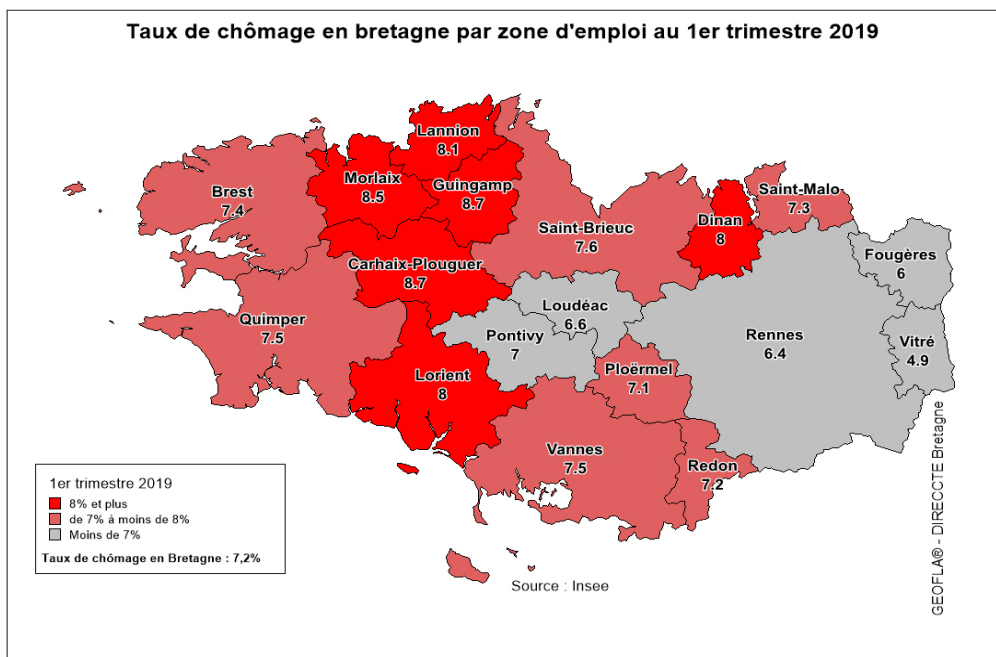 Taux de chômage en bretagne par zone d'emploi au 1er trimestre 2019
Lannion
8.1
Morlaix
8.5
Guingamp
8.7
Brest
7.4
Saint-Malo
7.3
Dinan
8
Saint-Brieuc
7.6
Fougères
6
Carhaix-Plouguer
8.7
Loudéac
6.6
Quimper
7.5
Pontivy
7
Rennes
6.4
Vitré
4.9
Ploërmel
7.1
Lorient
8
Vannes
7.5
Redon
7.2
1er trimestre 2019
8% et plus
de 7% à moins de 8%
Moins de 7%
Taux de chômage en Bretagne : 7,2%
Source : Insee
GEOFLA® - DIRECCTE Bretagne